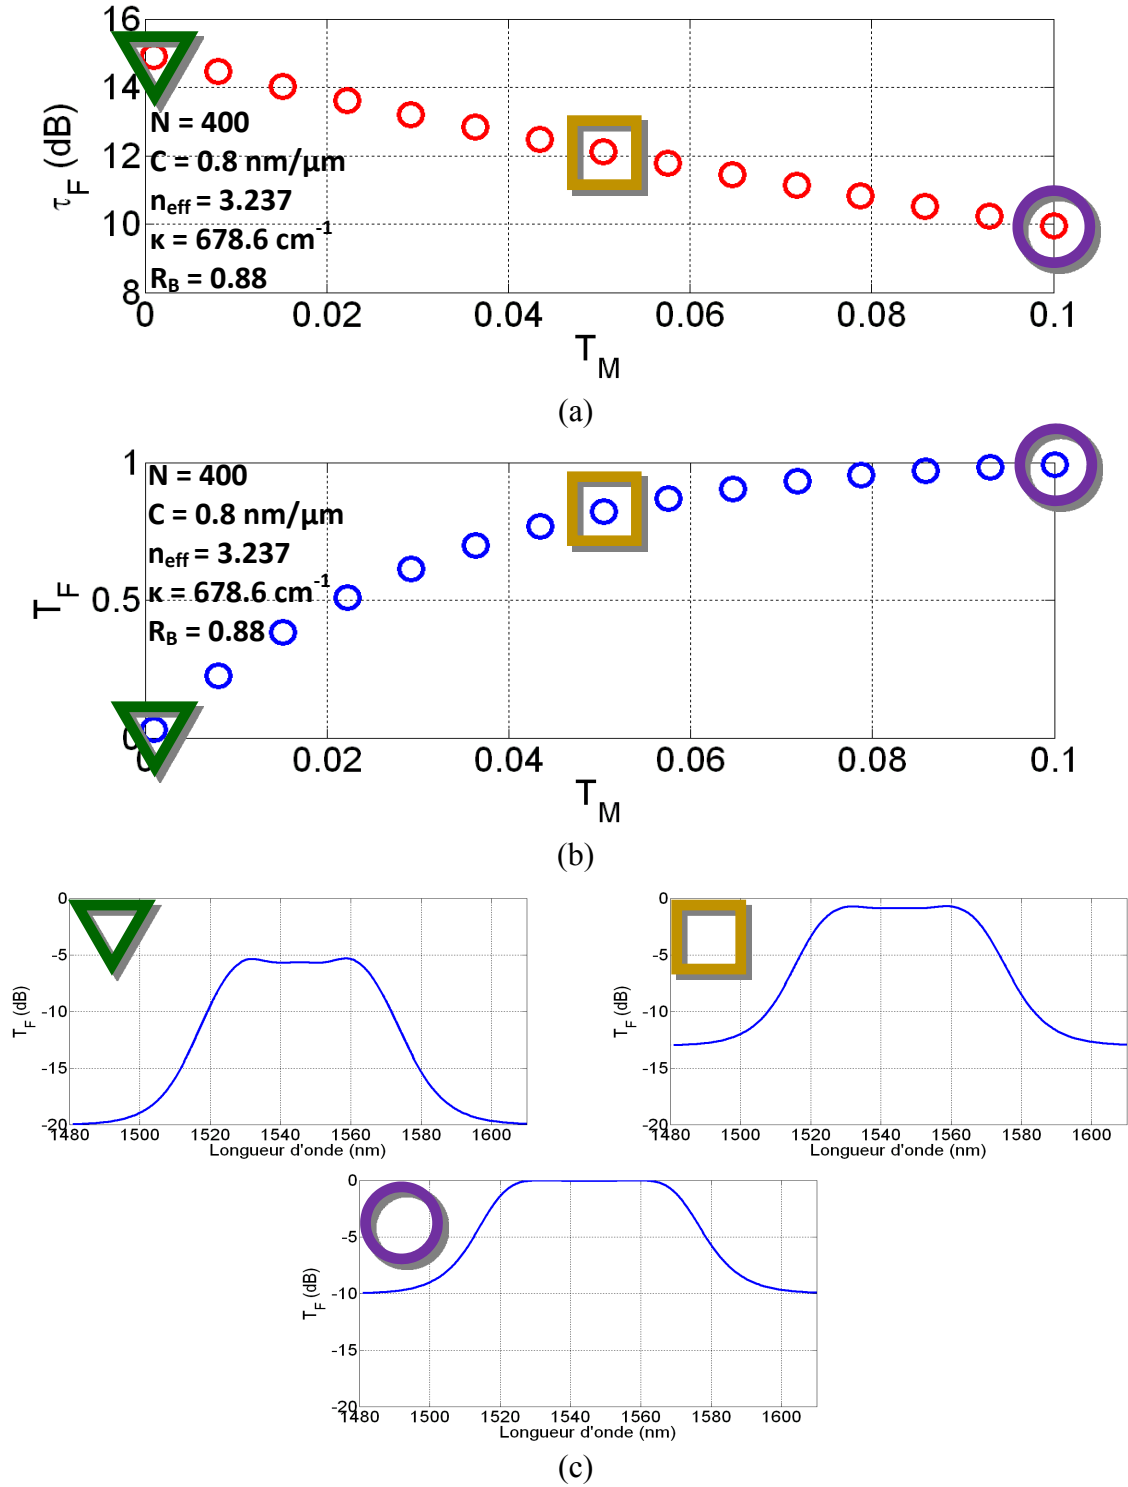 16
14
12
10
8
τF (dB)
N = 400
C = 0.8 nm/µm
neff = 3.237
κ = 678.6 cm-1
RB = 0.88
0 0.02 0.04 0.06 0.08 0.1
TM
(a)
1
0.5
0
TF
N = 400
C = 0.8 nm/µm
neff = 3.237
κ = 678.6 cm-1
RB = 0.88
0 0.02 0.04 0.06 0.08 0.1
TM
(b)
0
-5
-10
-15
-20
TF (dB)
1480 1500 1520 1540 1560 1580 1600
Longueur d'onde (nm)
0
-5
-10
-15
-20
TF (dB)
1480 1500 1520 1540 1560 1580 1600
Longueur d'onde (nm)
0
-5
-10
-15
-20
TF (dB)
1480 1500 1520 1540 1560 1580 1600
Longueur d'onde (nm)
(c)